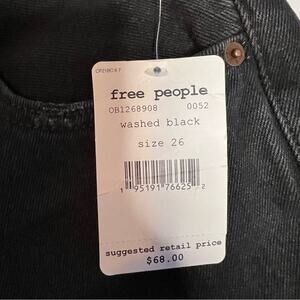 free people
OB1268908 0052
washed black
size 26
1 95191 76625 2
suggested retail price
$68.00